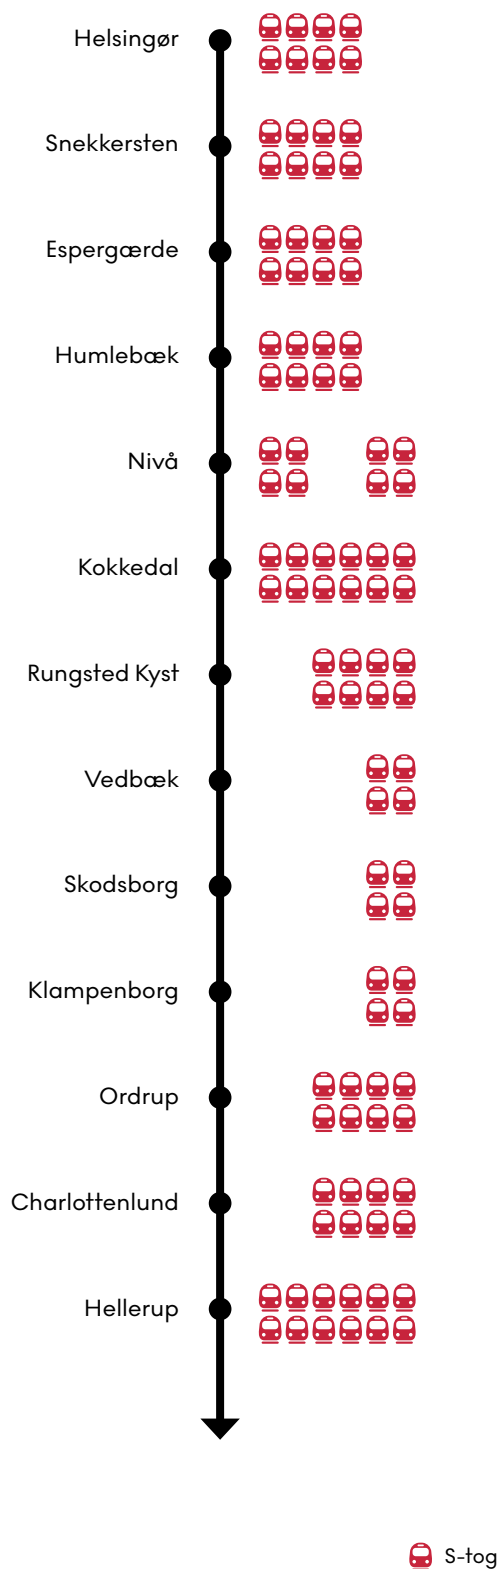 Helsingør
Snekkersten
Espergærde
Humlebæk
Nivå
Kokkedal
Rungsted Kyst
Vedbæk
Skodsborg
Klampenborg
Ordrup
Charlottenlund
Hellerup
S-tog